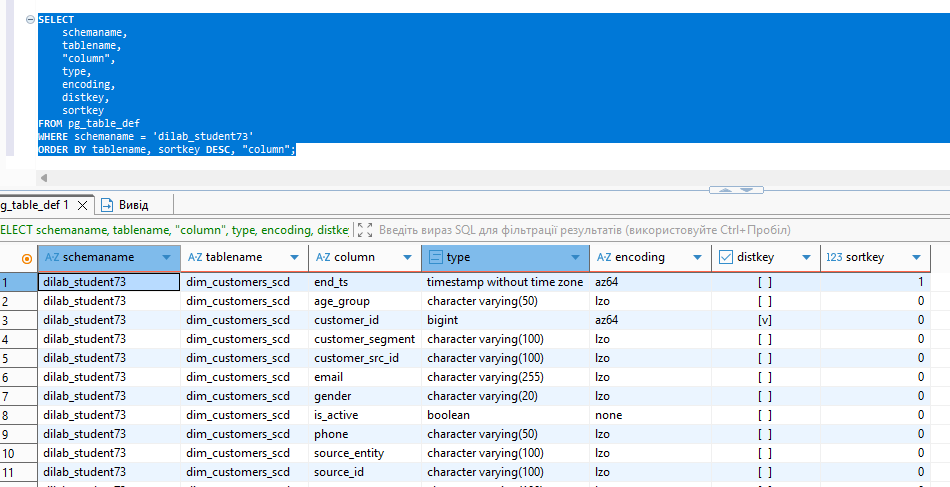 SELECT
schemaname,
tablename,
"column",
type,
encoding,
distkey,
sortkey
FROM pg_table_def
WHERE schemaname = 'dilab_student73'
ORDER BY tablename, sortkey DESC, "column";
g_table_def 1 Вивід
ELECT schemaname, tablename, "column", type, encoding, distke Введіть вираз SQL для фільтрації результатів (використовуйте Ctrl+Пробіл)
A-Z schemaname A-Z tablename A-Z column type A-Z encoding distkey 123 sortkey
1 dilab_student73 dim_customers_scd end_ts timestamp without time zone az64 [ ] 1
2 dilab_student73 dim_customers_scd age_group character varying(50) lzo [ ] 0
3 dilab_student73 dim_customers_scd customer_id bigint az64 [v] 0
4 dilab_student73 dim_customers_scd customer_segment character varying(100) lzo [ ] 0
5 dilab_student73 dim_customers_scd customer_src_id character varying(100) lzo [ ] 0
6 dilab_student73 dim_customers_scd email character varying(255) lzo [ ] 0
7 dilab_student73 dim_customers_scd gender character varying(20) lzo [ ] 0
8 dilab_student73 dim_customers_scd is_active boolean none [ ] 0
9 dilab_student73 dim_customers_scd phone character varying(50) lzo [ ] 0
10 dilab_student73 dim_customers_scd source_entity character varying(100) lzo [ ] 0
11 dilab_student73 dim_customers_scd source_id character varying(100) lzo [ ] 0